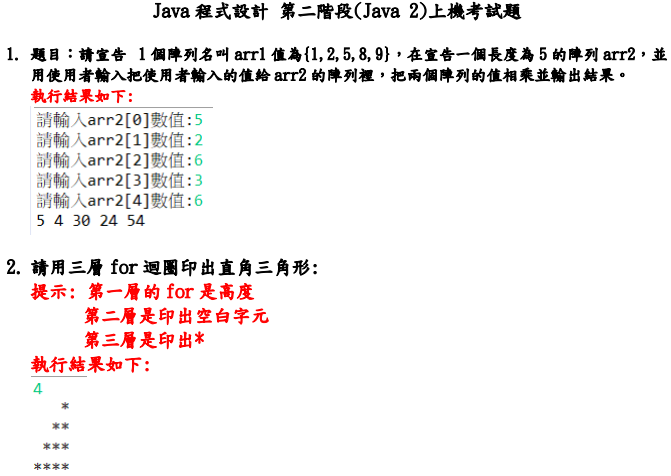 Java 程式設計 第二階段(Java 2)上機考試題
1. 題目：請宣告 1個陣列名叫 arr1 值為{1,2,5,8,9}，在宣告一個長度為 5 的陣列 arr2，並
用使用者輸入把使用者輸入的值給 arr2 的陣列裡，把兩個陣列的值相乘並輸出結果。
執行結果如下:
請輸入arr2[0]數值:5
請輸入arr2[1]數值:2
請輸入arr2[2]數值:6
請輸入arr2[3]數值:3
請輸入arr2[4]數值:6
5 4 30 24 54
2. 請用三層 for 迴圈印出直角三角形:
提示: 第一層的 for 是高度
第二層是印出空白字元
第三層是印出*
執行結果如下:
4
   *
  **
 ***
****